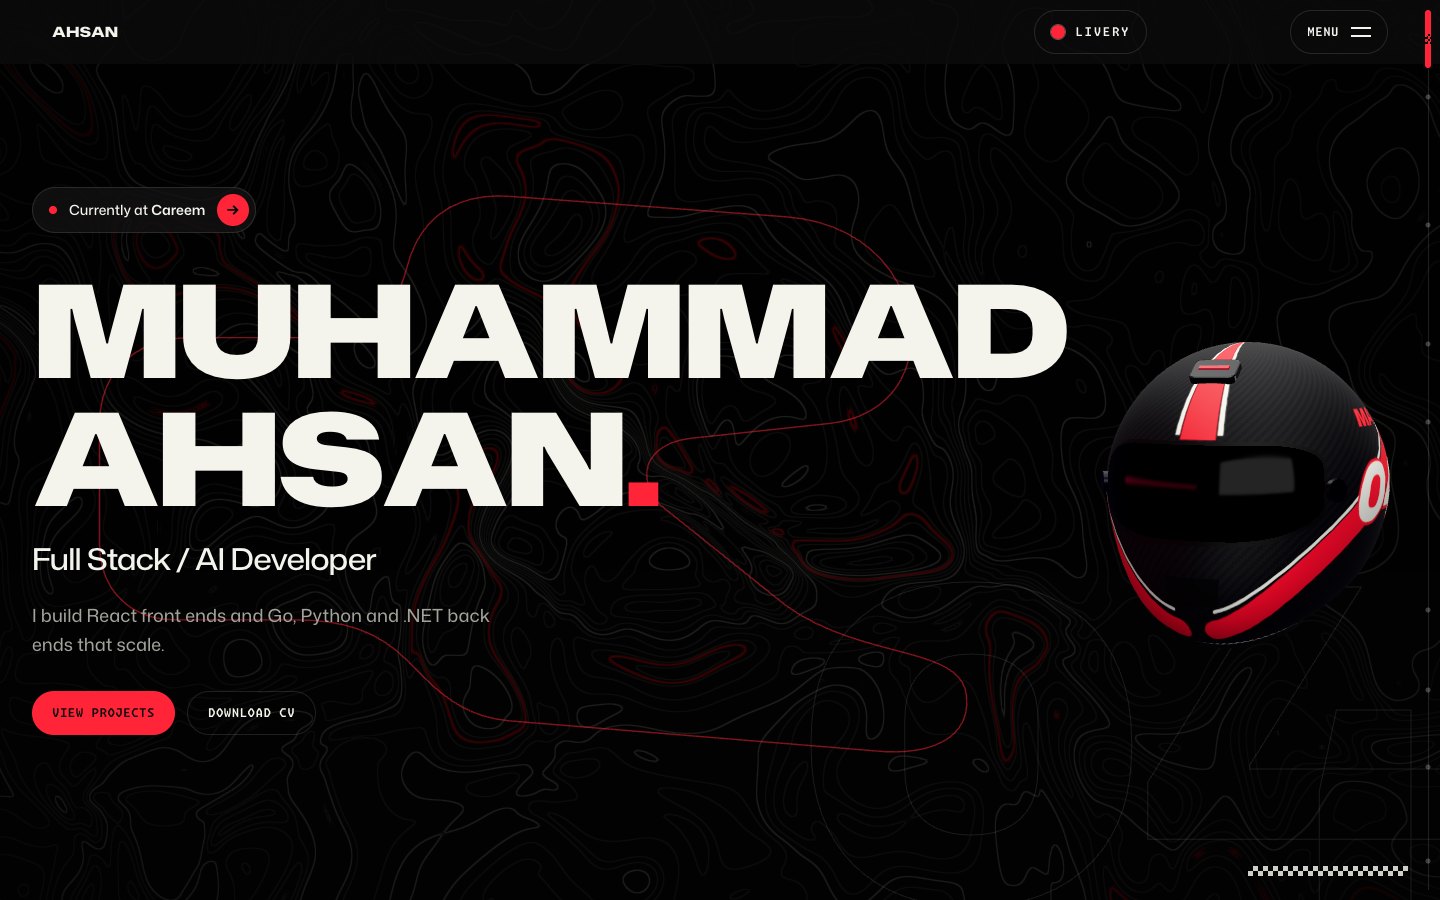 AHSAN
LIVERY
MENU
Currently at Careem
MUHAMMAD
AHSAN.
Full Stack / AI Developer
I build React front ends and Go, Python and .NET back
ends that scale.
VIEW PROJECTS
DOWNLOAD CV